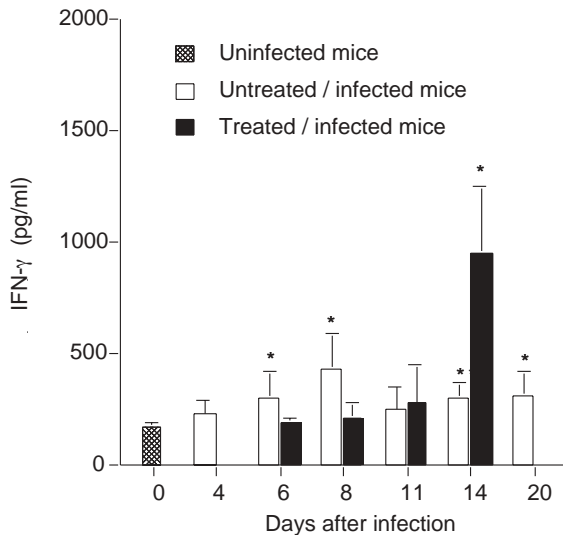 2000
1500
1000
500
0
IFN-γ (pg/ml)
Uninfected mice
Untreated / infected mice
Treated / infected mice
*
*
*
*
*
0 4 6 8 11 14 20
Days after infection